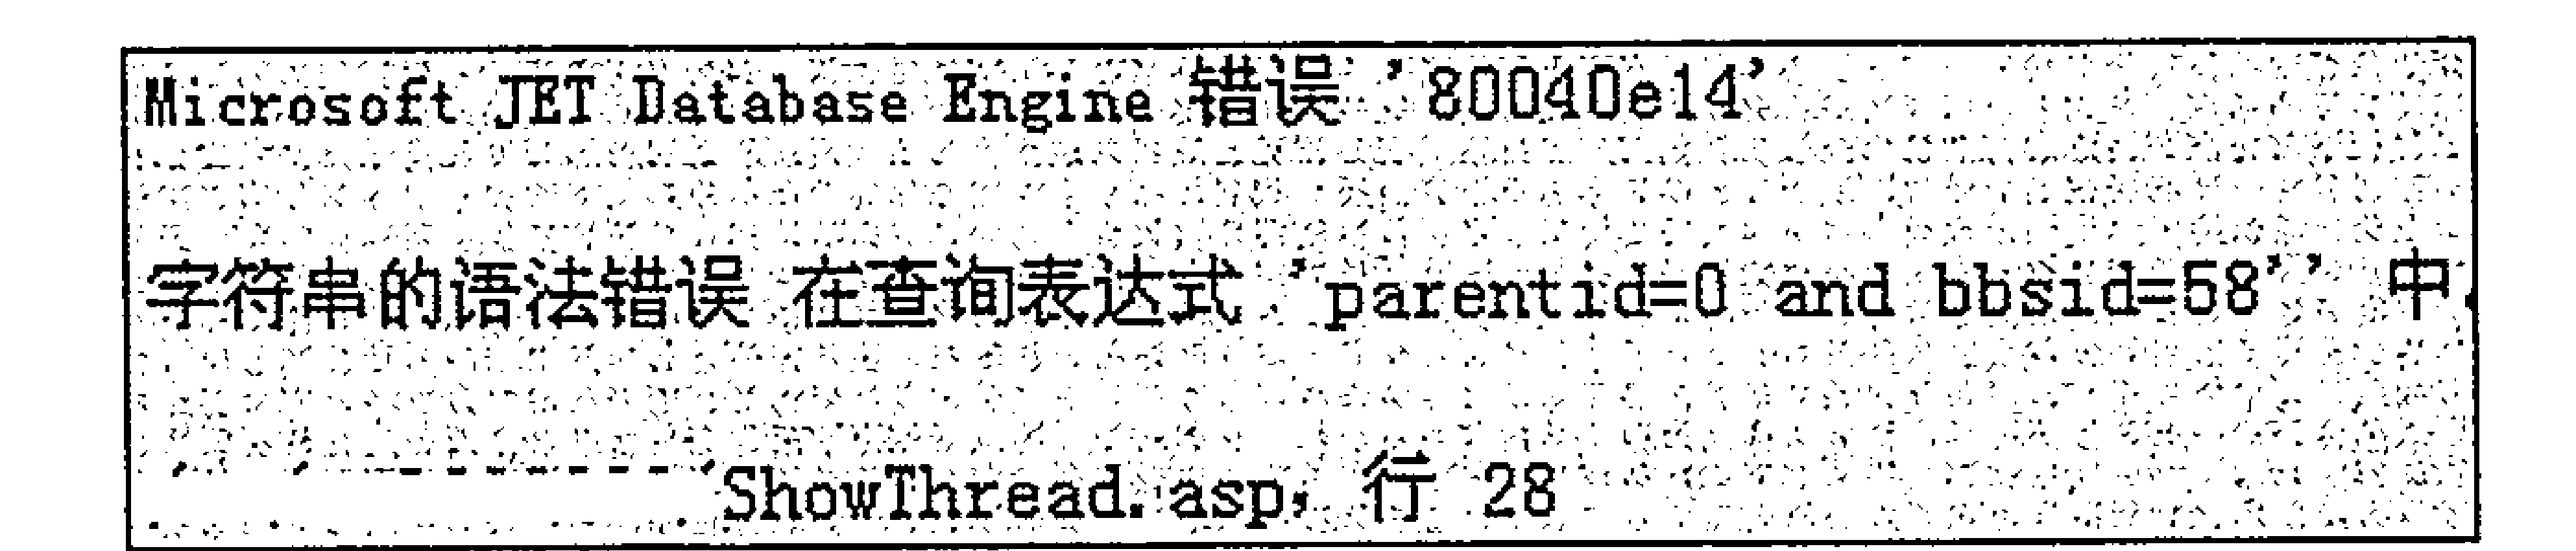 Microsoft JET Database Engine 错误 '80040e14'
字符串的语法错误 在查询表达式 'parentid=0 and bbsid=58'' 中.
ShowThread.asp, 行 28